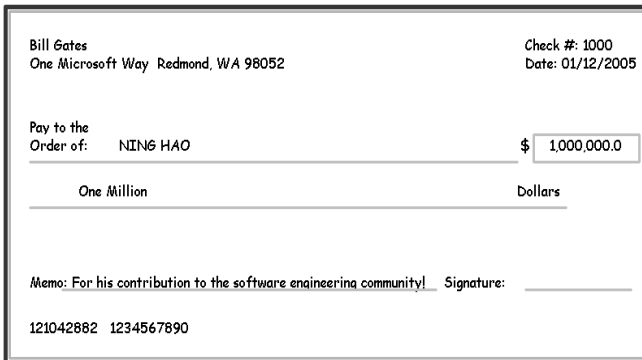 Bill Gates
Check #: 1000
One Microsoft Way Redmond, WA 98052
Date: 01/12/2005
Pay to the
Order of: NING HAO $ 1,000,000.0
One Million Dollars
Memo: For his contribution to the software engineering community! Signature:
121042882 1234567890